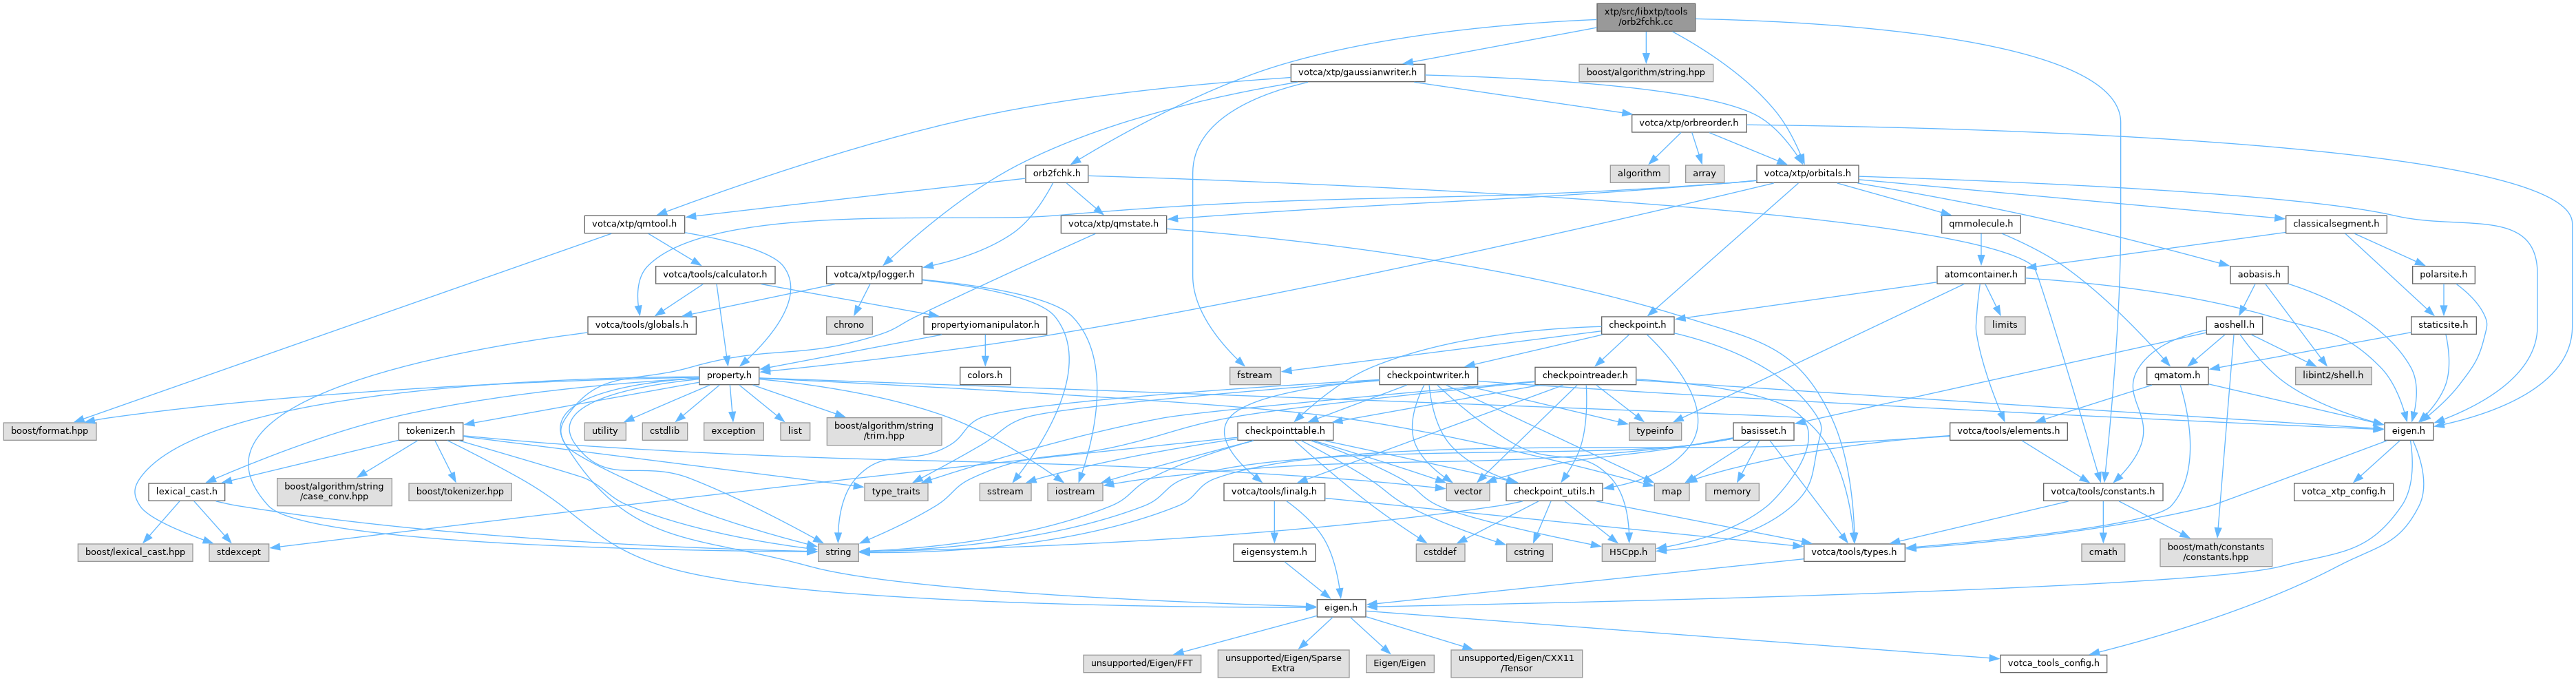 xtp/src/libxtp/tools
/orb2fchk.cc
votca/xtp/gaussianwriter.h
boost/algorithm/string.hpp
votca/xtp/orbreorder.h
orb2fchk.h
algorithm
array
votca/xtp/orbitals.h
votca/xtp/qmtool.h
votca/xtp/qmstate.h
qmmolecule.h
classicalsegment.h
votca/tools/calculator.h
votca/xtp/logger.h
atomcontainer.h
aobasis.h
polarsite.h
votca/tools/globals.h
chrono
propertyiomanipulator.h
checkpoint.h
limits
aoshell.h
staticsite.h
property.h
colors.h
fstream
checkpointwriter.h
checkpointreader.h
qmatom.h
libint2/shell.h
boost/format.hpp
tokenizer.h
utility
cstdlib
exception
list
boost/algorithm/string
/trim.hpp
checkpointtable.h
typeinfo
basisset.h
votca/tools/elements.h
eigen.h
lexical_cast.h
boost/algorithm/string
/case_conv.hpp
boost/tokenizer.hpp
type_traits
sstream
iostream
votca/tools/linalg.h
vector
checkpoint_utils.h
map
memory
votca/tools/constants.h
votca_xtp_config.h
boost/lexical_cast.hpp
stdexcept
string
eigensystem.h
cstddef
cstring
H5Cpp.h
votca/tools/types.h
cmath
boost/math/constants
/constants.hpp
eigen.h
unsupported/Eigen/FFT
unsupported/Eigen/Sparse
Extra
Eigen/Eigen
unsupported/Eigen/CXX11
/Tensor
votca_tools_config.h